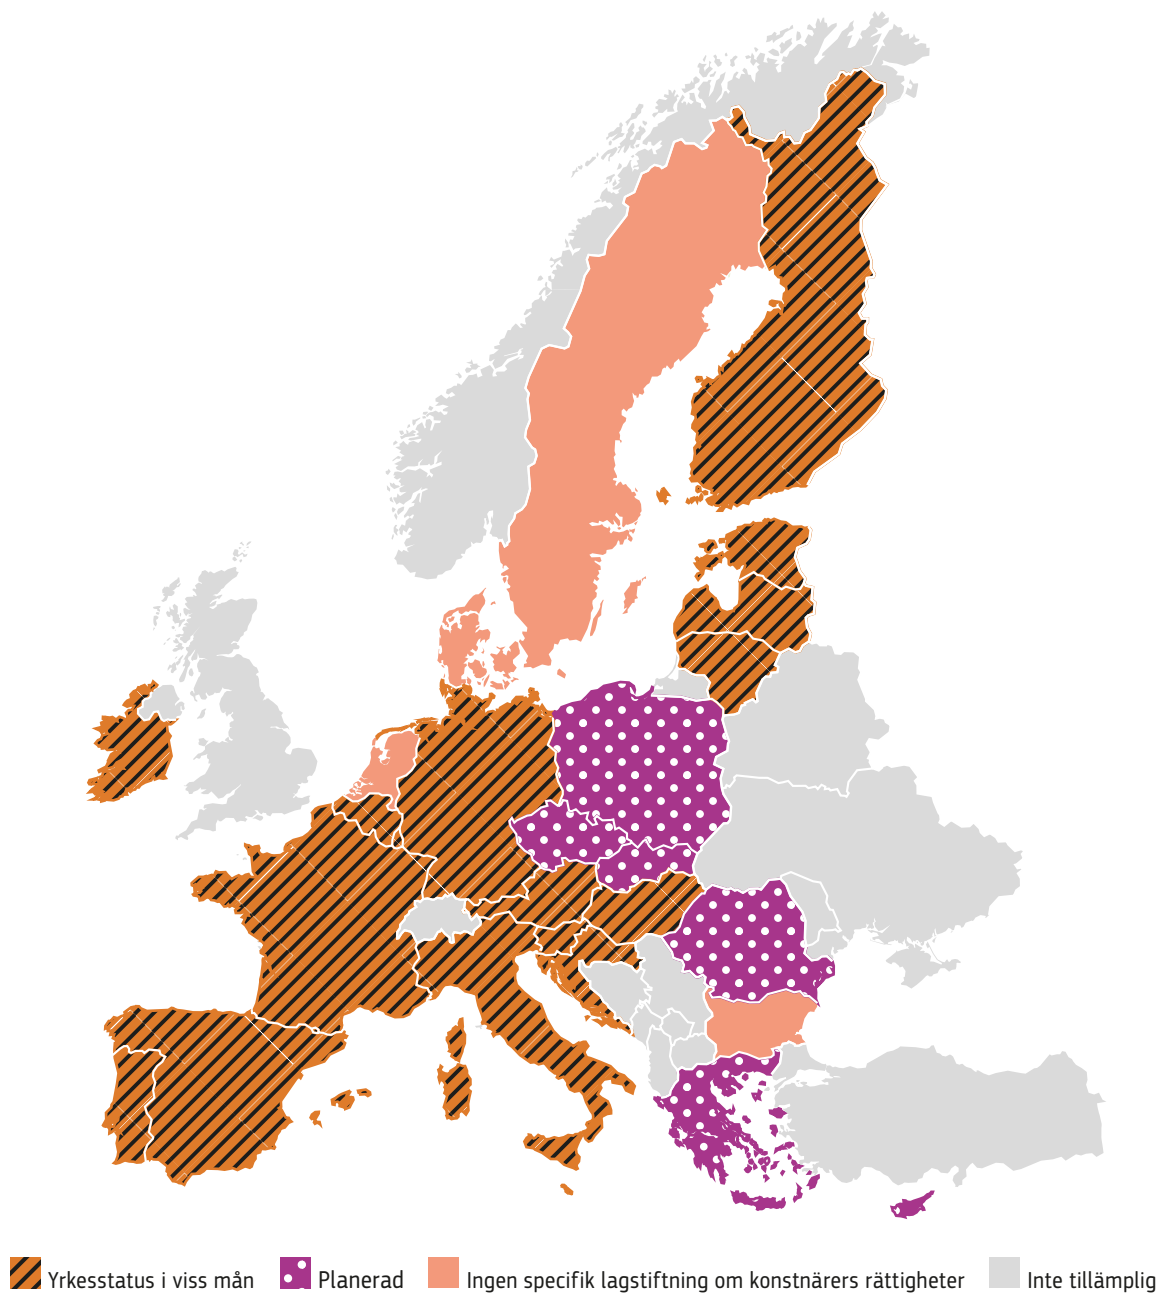 Yrkesstatus i viss mån Planerad Ingen specifik lagstiftning om konstnärers rättigheter Inte tillämplig